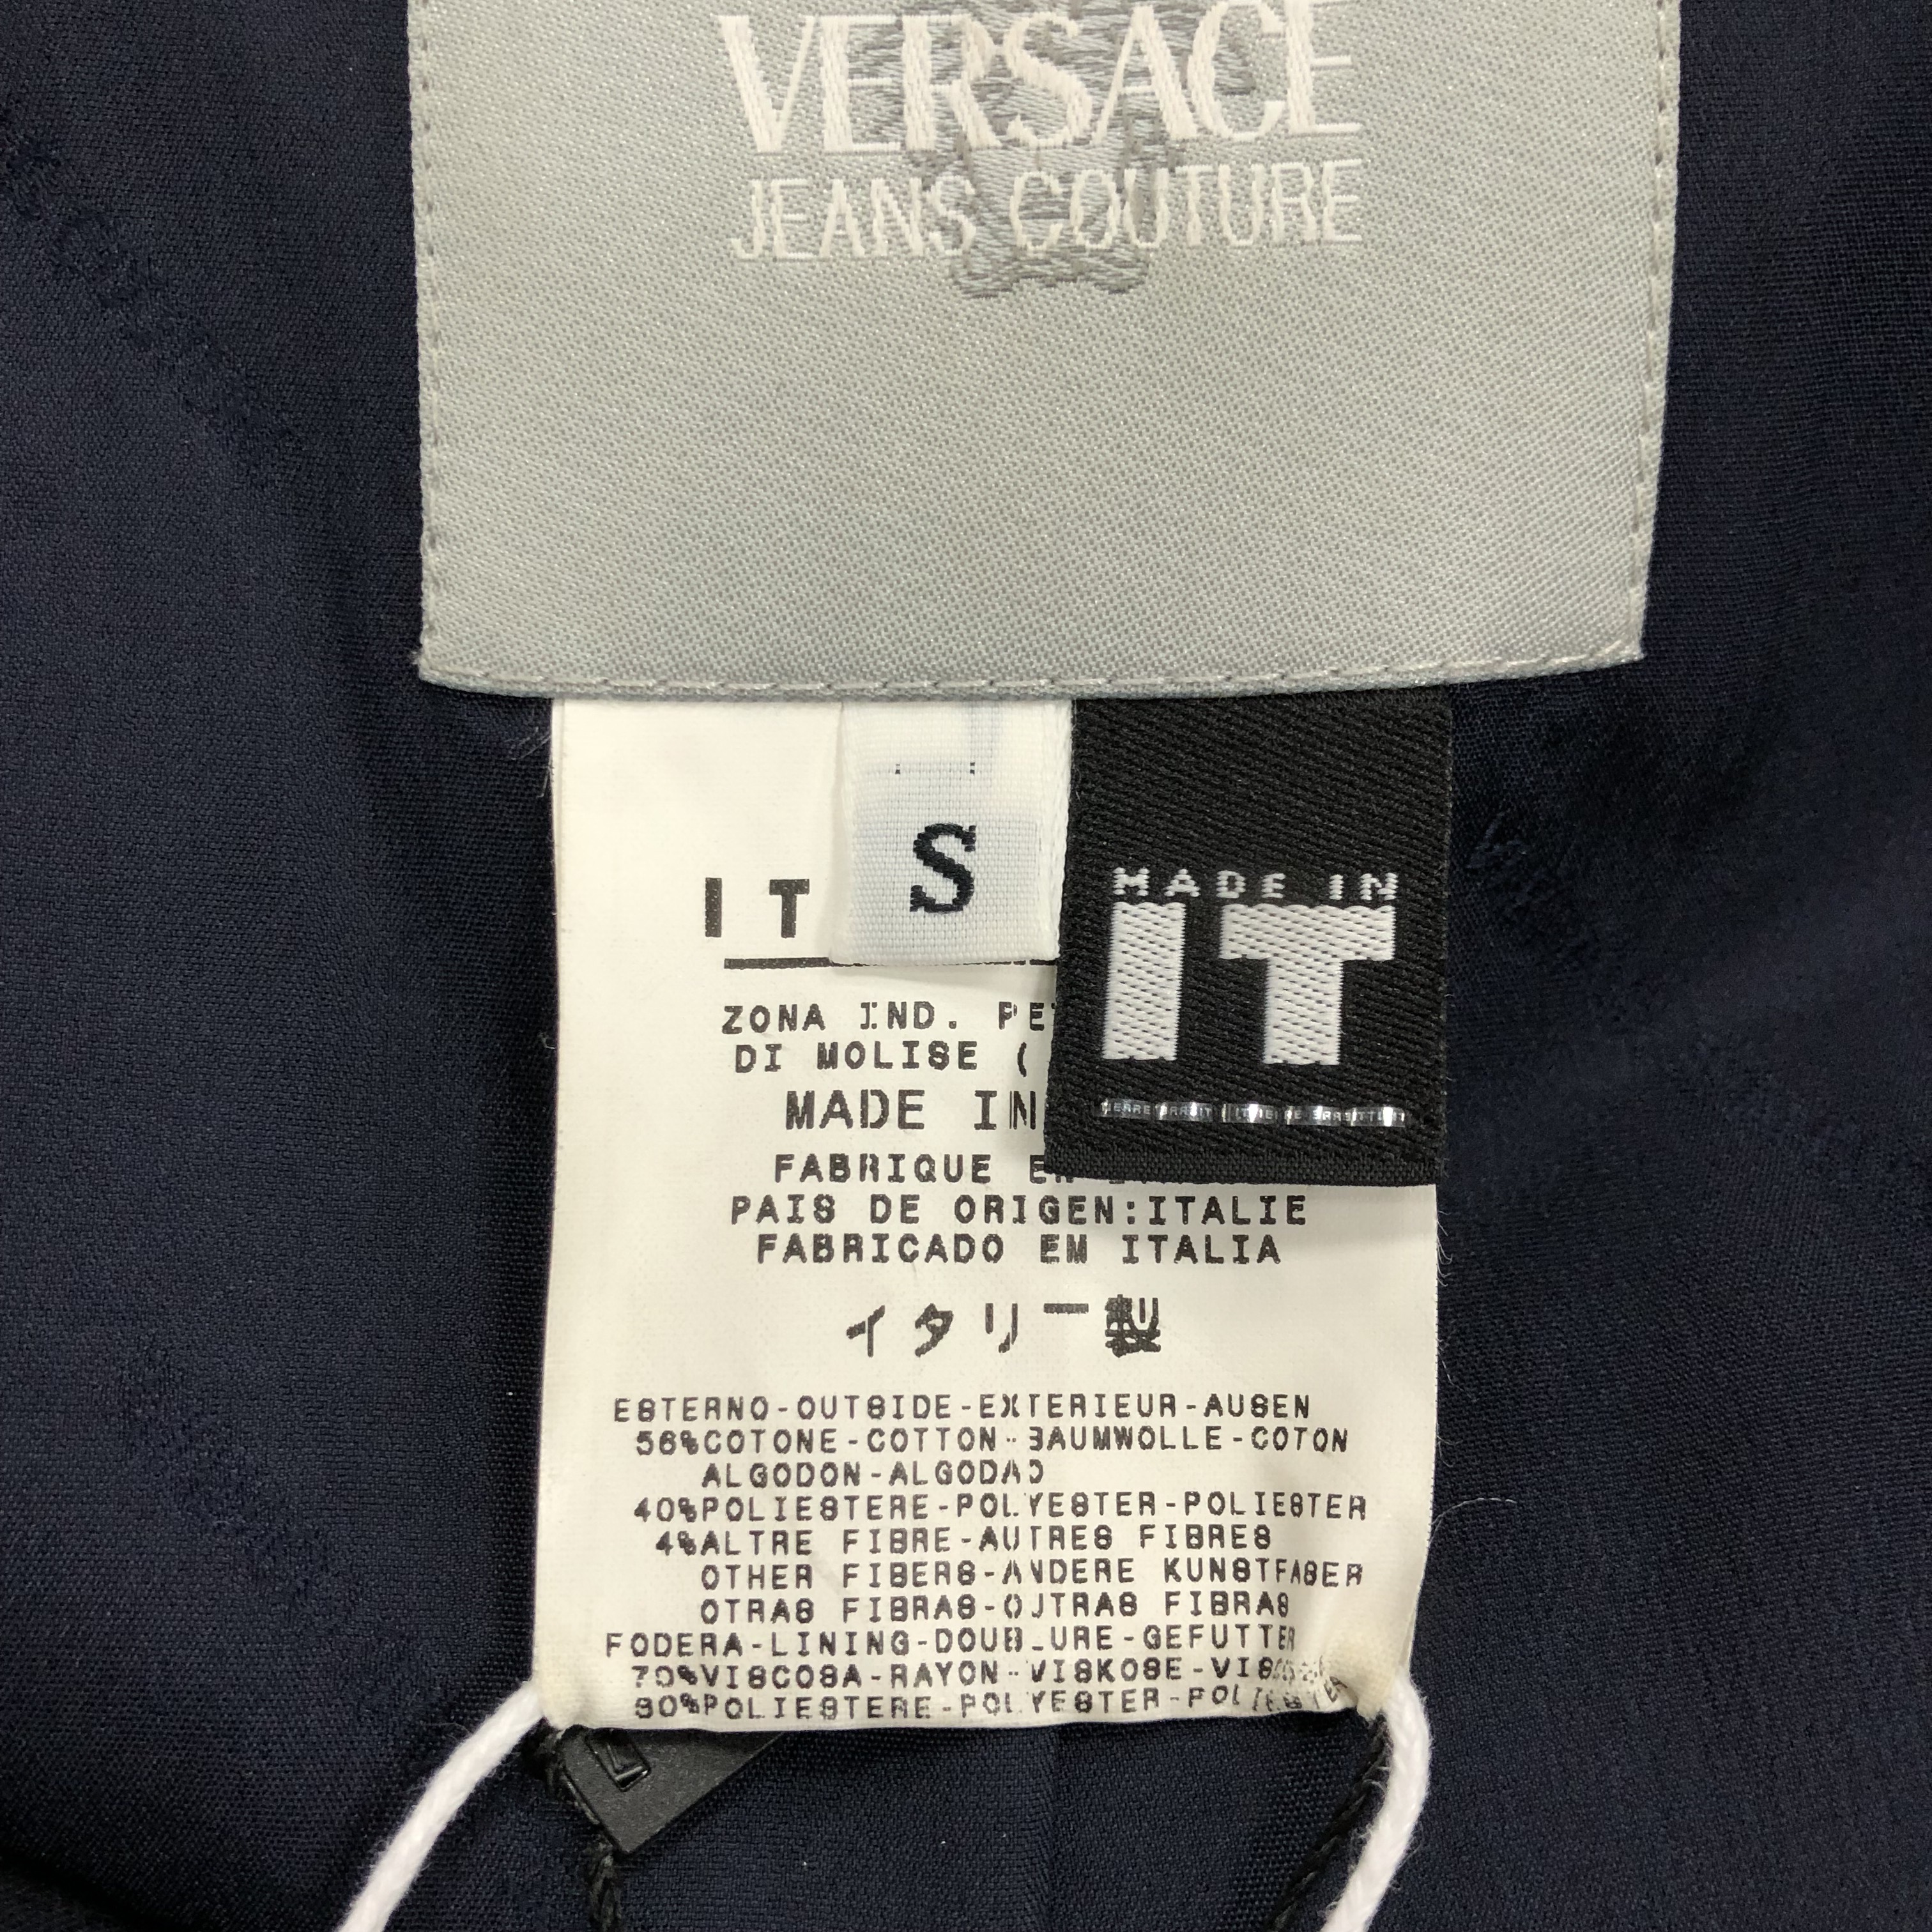 VERSACE
JEANS COUTURE
S
IT
MADE IN
IT
ZONA IND. PET
DI MOLISE (
MADE IN
FABRIQUE EN
PAIS DE ORIGEN:ITALIE
FABRICADO EM ITALIA
イタリー製
ESTERNO-OUTSIDE-EXTERIEUR-AUSEN
56%COTONE-COTTON-BAUMWOLLE-COTON
ALGODON-ALGODAO
40%POLIESTERE-POLYESTER-POLIESTER
4%ALTRE FIBRE-AUTRES FIBRES
OTHER FIBERS-ANDERE KUNSTFASER
OTRAS FIBRAS-OUTRAS FIBRAS
FODERA-LINING-DOUBLURE-GEFUTTER
70%VISCOSA-RAYON-VISKOSE-
30%POLIESTERE-POLYESTER-POLIESTER